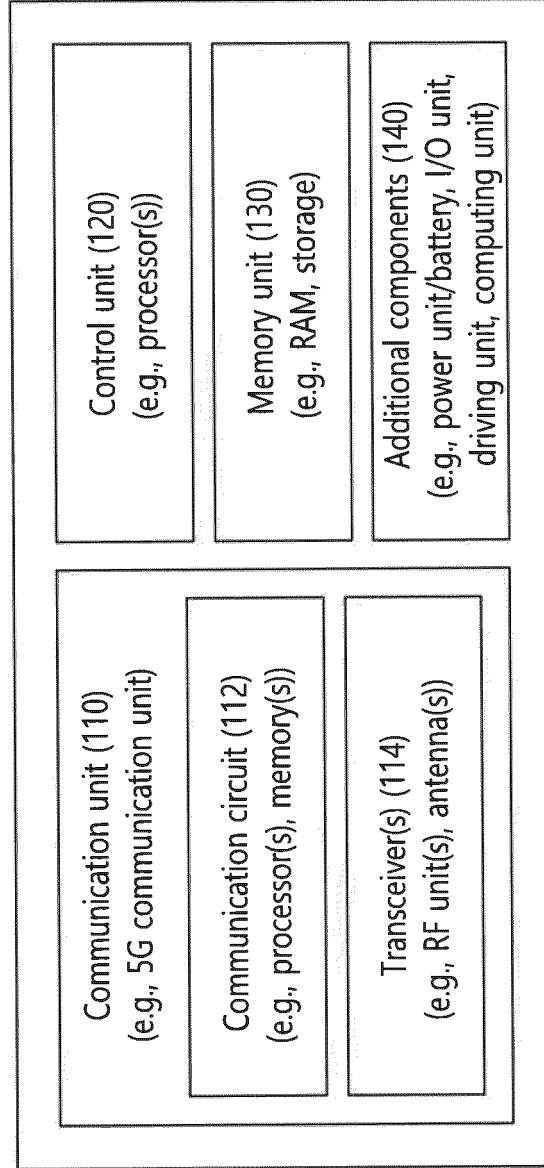 Communication unit (110)
(e.g., 5G communication unit)
Communication circuit (112)
(e.g., processor(s), memory(s))
Transceiver(s) (114)
(e.g., RF unit(s), antenna(s))
Control unit (120)
(e.g., processor(s))
Memory unit (130)
(e.g., RAM, storage)
Additional components (140)
(e.g., power unit/battery, I/O unit,
driving unit, computing unit)